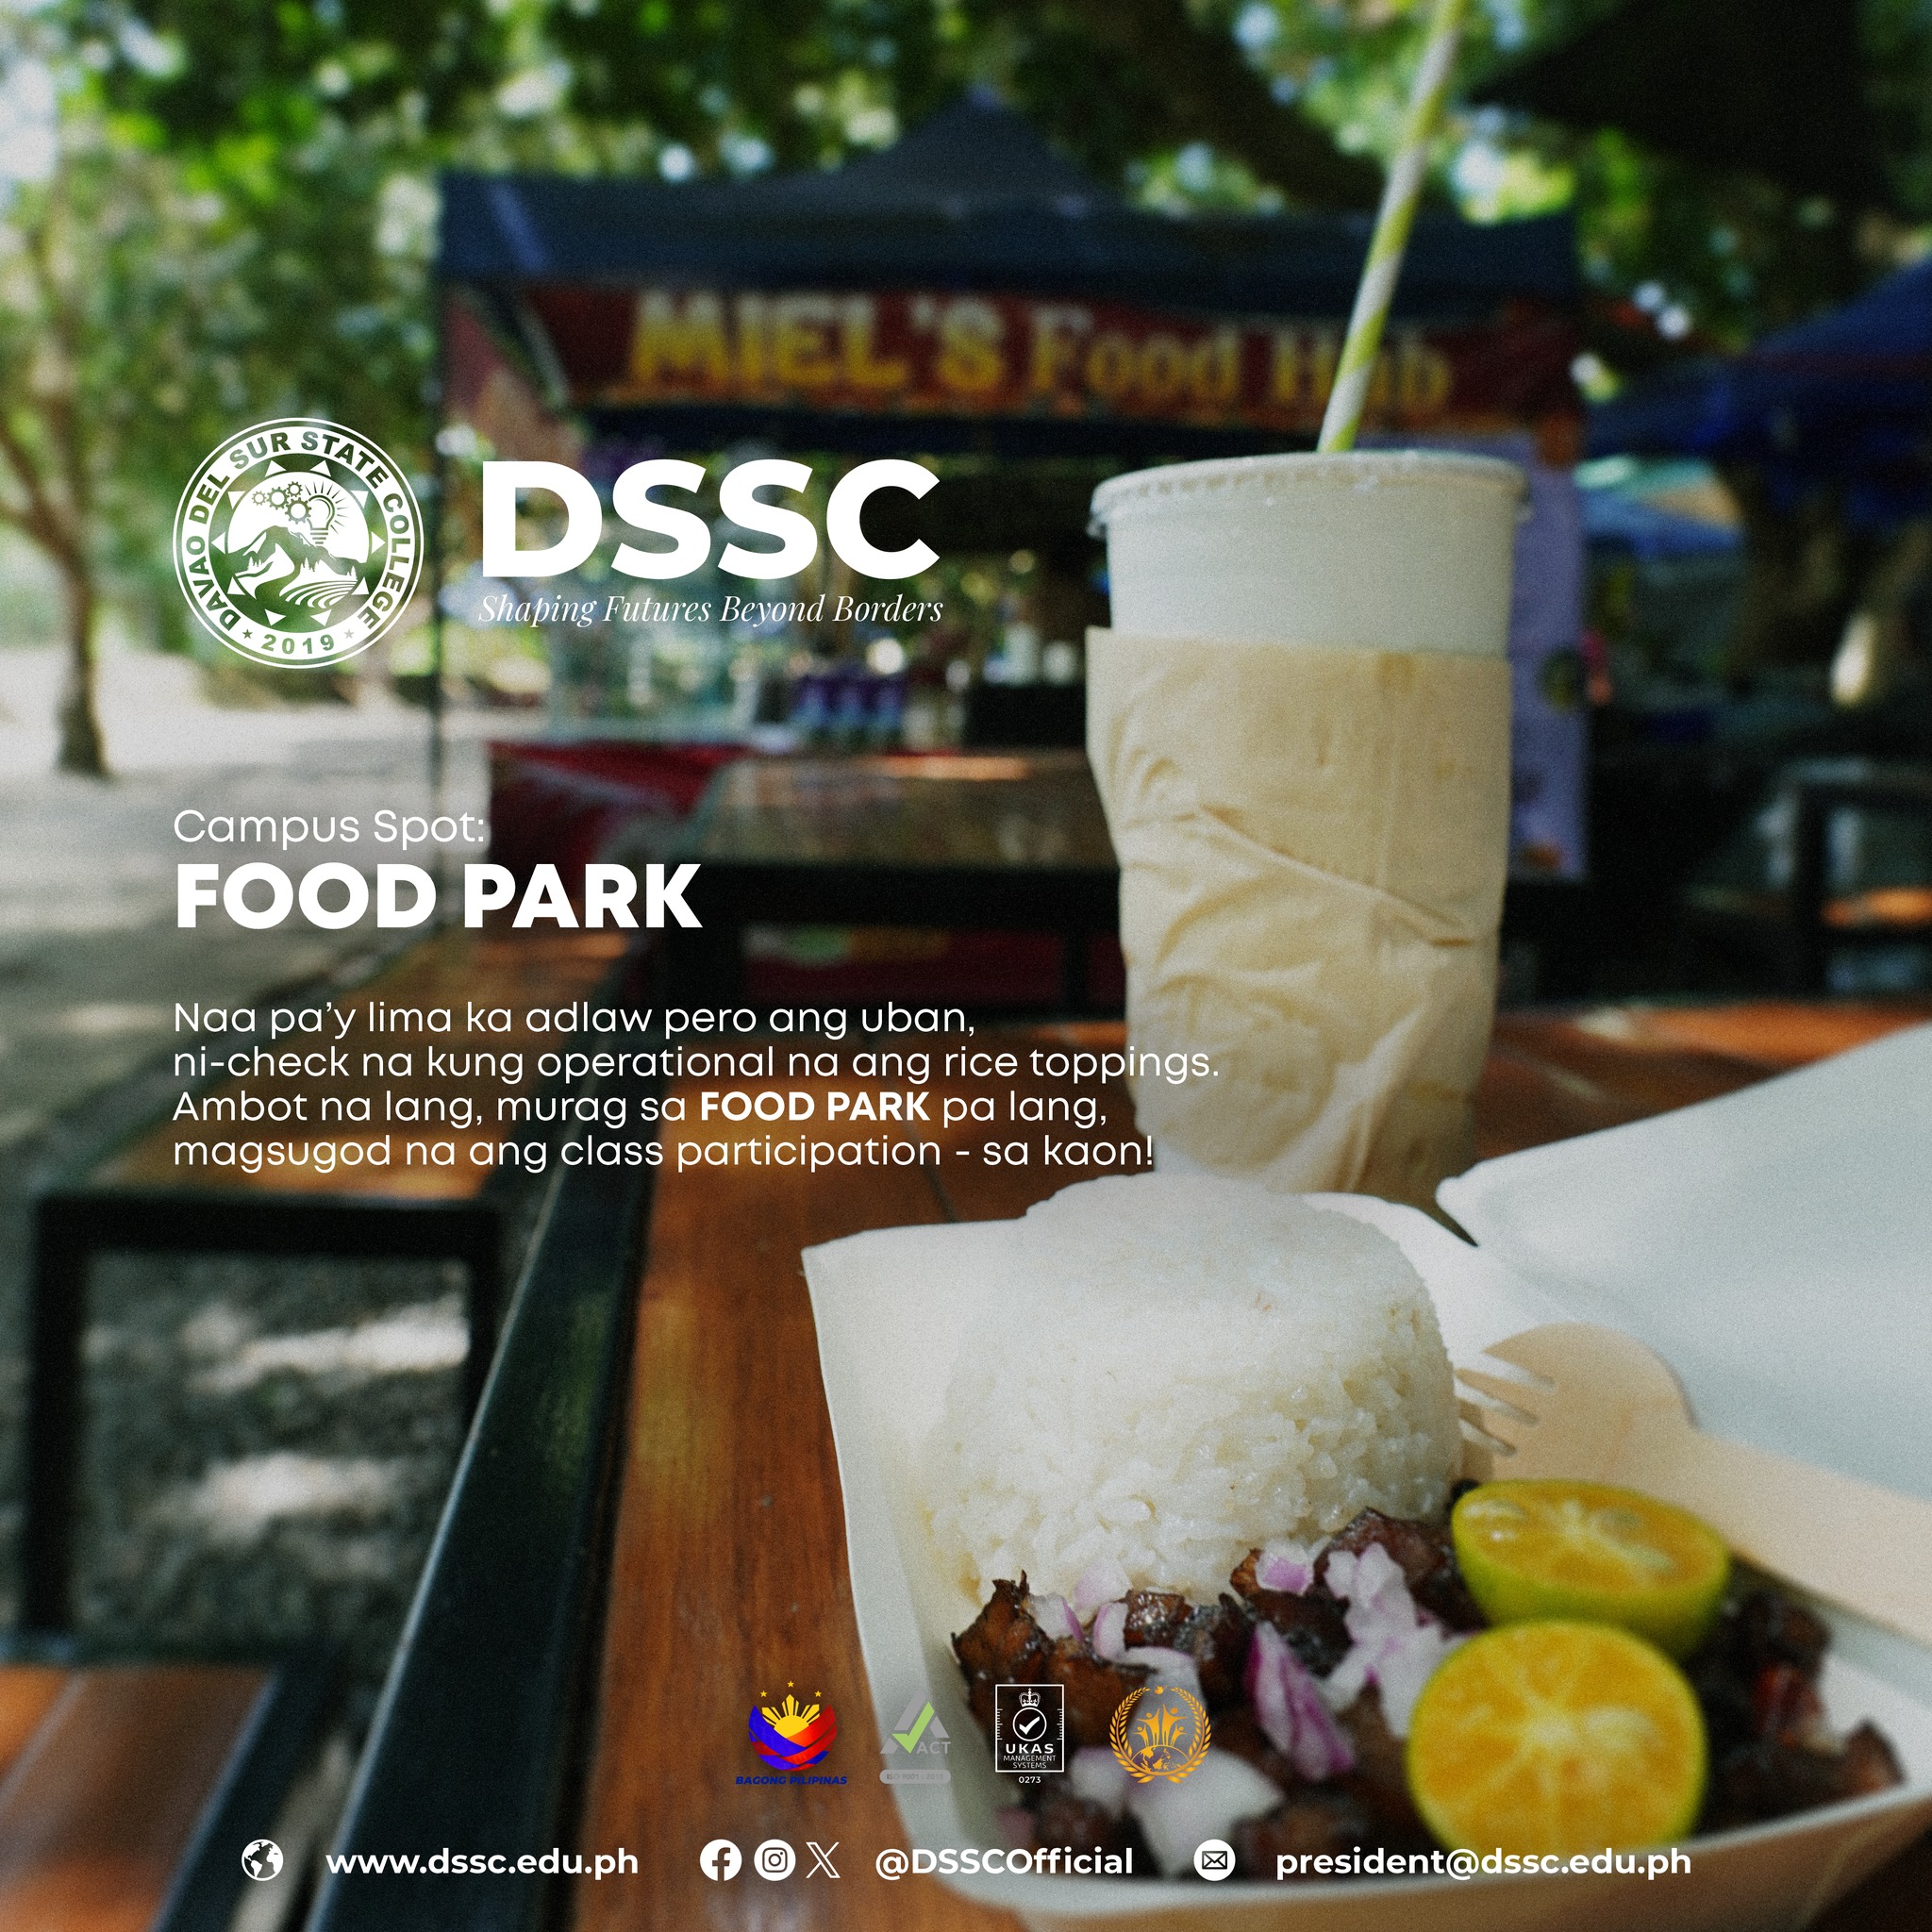 MIEL'S Food Hub
DAVAO DEL SUR STATE COLLEGE
2019
DSSC
Shaping Futures Beyond Borders
Campus Spot:
FOOD PARK
Naa pa’y lima ka adlaw pero ang uban,
ni-check na kung operational na ang rice toppings.
Ambot na lang, murag sa FOOD PARK pa lang,
magsugod na ang class participation - sa kaon!
BAGONG PILIPINAS
ACT
UKAS
MANAGEMENT
SYSTEMS
0273
www.dssc.edu.ph
@DSSCOfficial
president@dssc.edu.ph